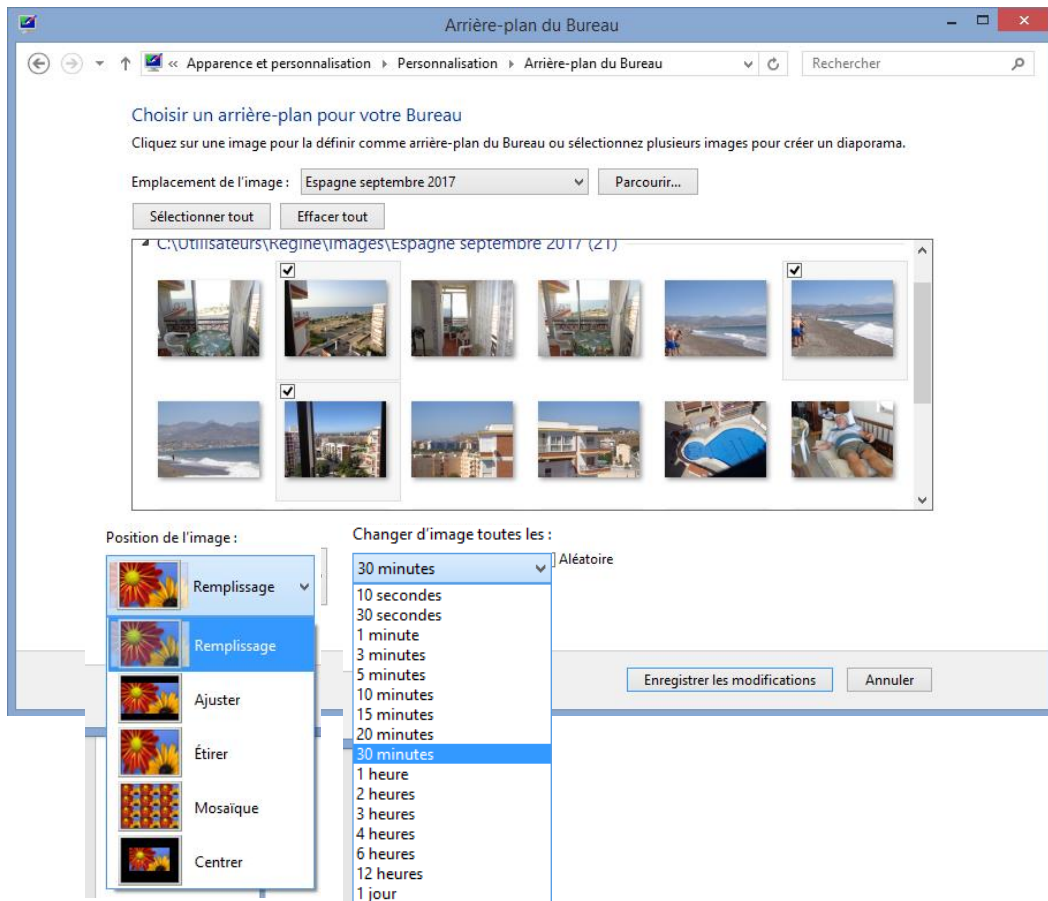 Arrière-plan du Bureau
« Apparence et personnalisation Personnalisation Arrière-plan du Bureau Rechercher
Choisir un arrière-plan pour votre Bureau
Cliquez sur une image pour la définir comme arrière-plan du Bureau ou sélectionnez plusieurs images pour créer un diaporama.
Emplacement de l'image : Espagne septembre 2017 Parcourir...
Sélectionner tout Effacer tout
C:\Utilisateurs\Régine\Images\Espagne septembre 2017 (21)
Position de l'image :
Remplissage
Remplissage
Ajuster
Étirer
Mosaïque
Centrer
Changer d'image toutes les :
30 minutes Aléatoire
10 secondes
30 secondes
1 minute
3 minutes
5 minutes
10 minutes
15 minutes
20 minutes
30 minutes
1 heure
2 heures
3 heures
4 heures
6 heures
12 heures
1 jour
Enregistrer les modifications Annuler